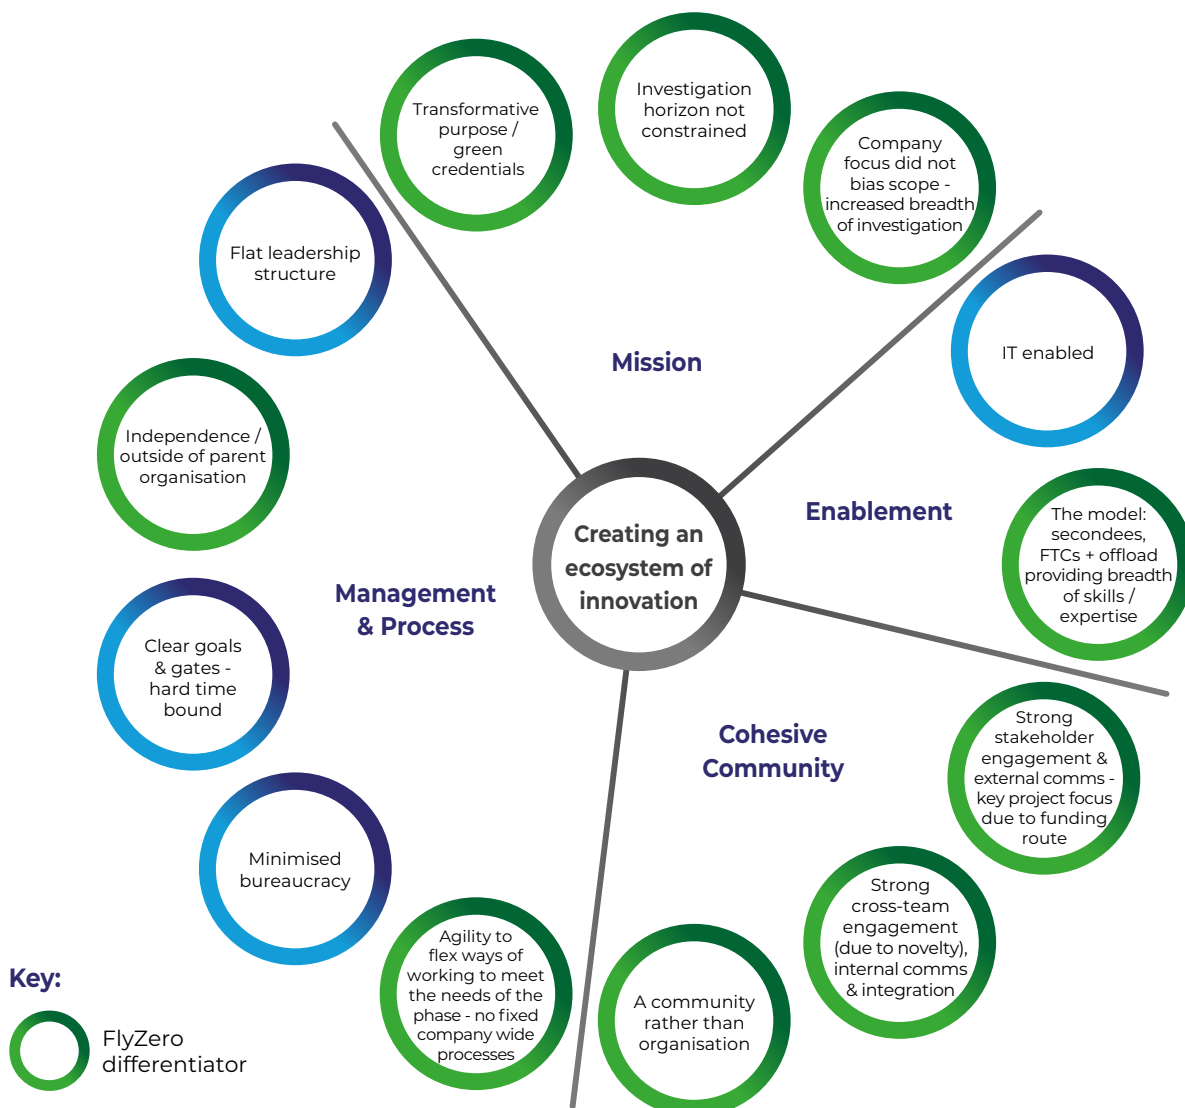 Transformative
purpose /
green
credentials
Investigation
horizon not
constrained
Company
focus did not
bias scope -
increased breadth
of investigation
Flat leadership
structure
IT enabled
Mission
Independence /
outside of parent
organisation
Enablement
The model:
secondees,
FTCs + offload
providing breadth
of skills /
expertise
Creating an
ecosystem of
innovation
Management
& Process
Clear goals
& gates -
hard time
bound
Cohesive
Community
Strong
stakeholder
engagement &
external comms -
key project focus
due to funding
route
Minimised
bureaucracy
Strong
cross-team
engagement
(due to novelty),
internal comms
& integration
Agility to
flex ways of
working to meet
the needs of the
phase - no fixed
company wide
processes
A community
rather than
organisation
Key:
FlyZero
differentiator